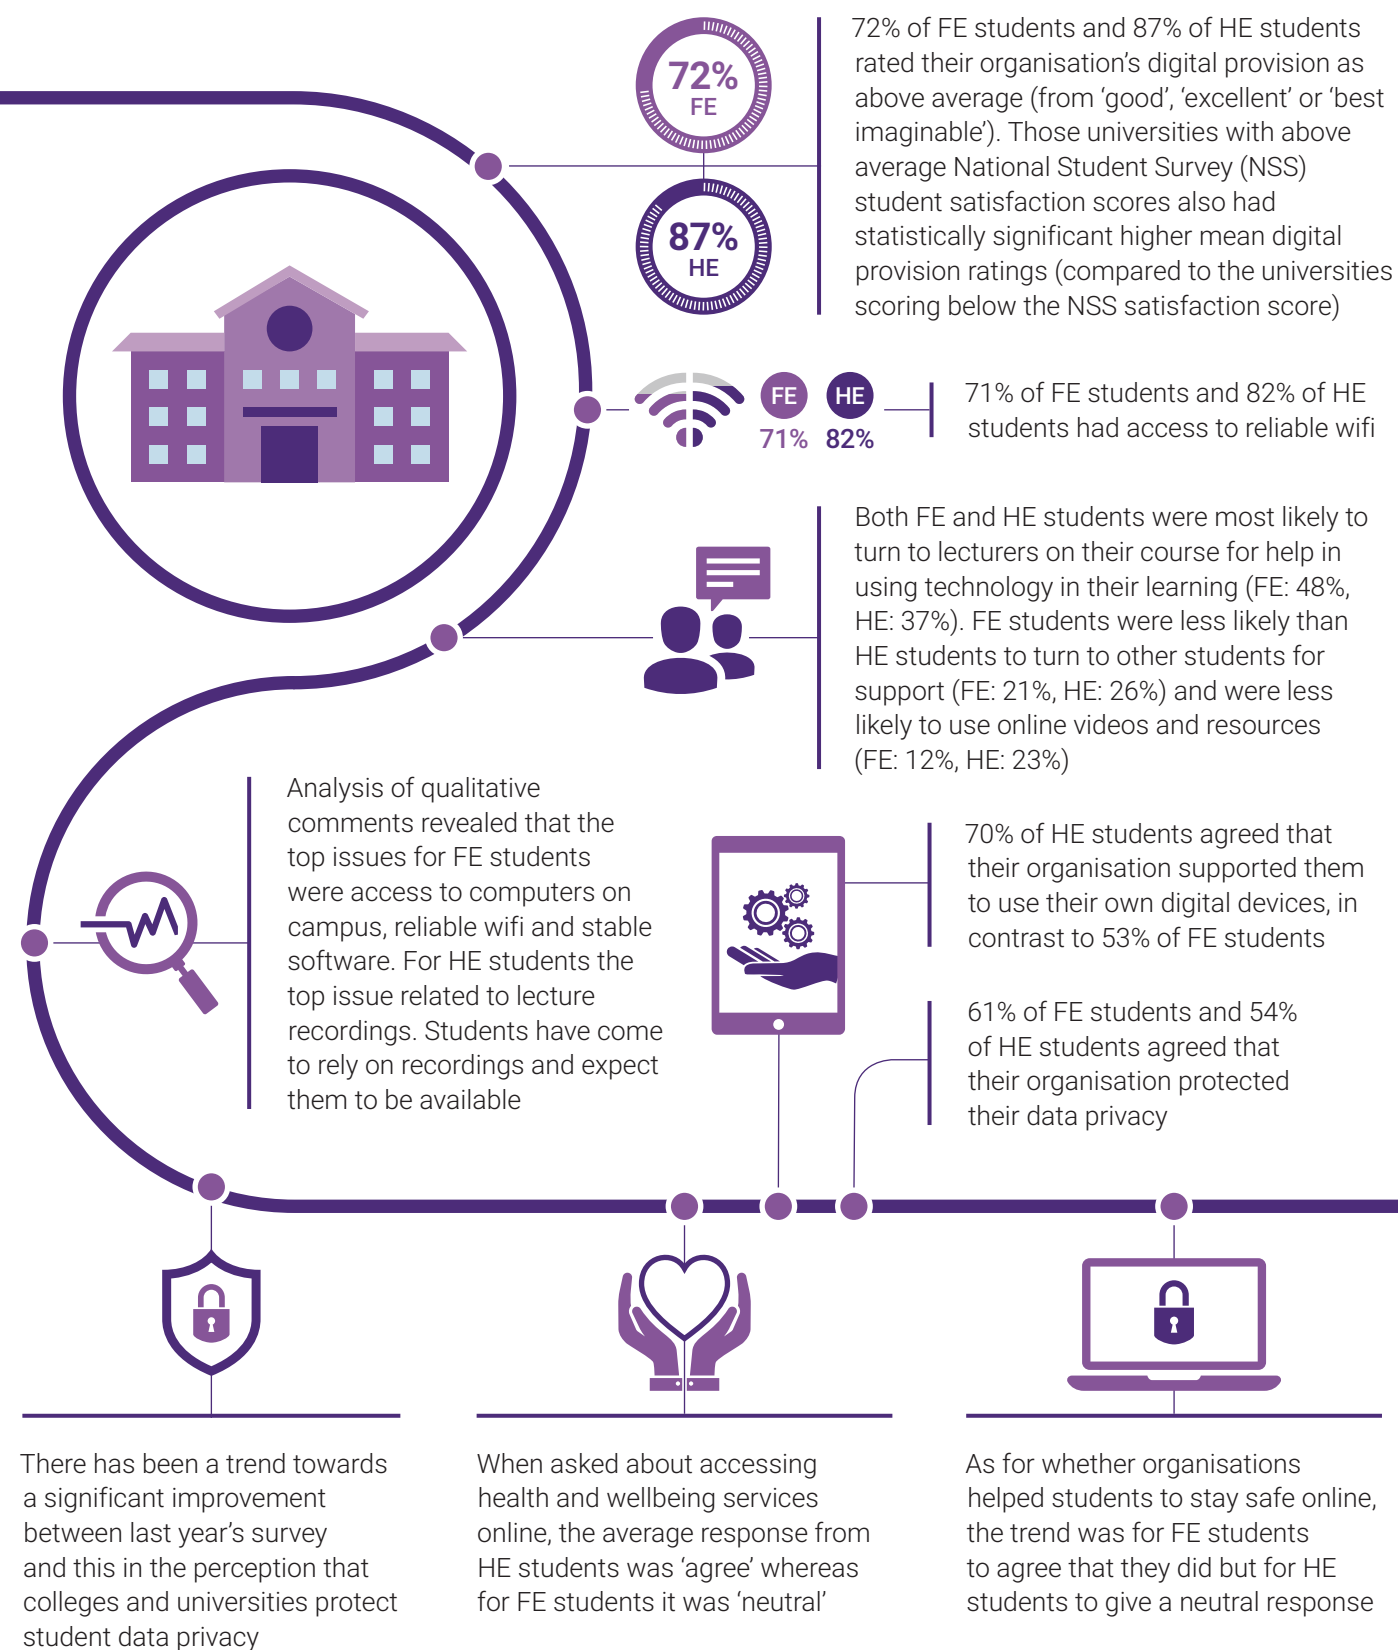 72%
FE
87%
HE
72% of FE students and 87% of HE students
rated their organisation’s digital provision as
above average (from ‘good’, ‘excellent’ or ‘best
imaginable’). Those universities with above
average National Student Survey (NSS)
student satisfaction scores also had
statistically significant higher mean digital
provision ratings (compared to the universities
scoring below the NSS satisfaction score)
FE HE
71% 82%
71% of FE students and 82% of HE
students had access to reliable wifi
Both FE and HE students were most likely to
turn to lecturers on their course for help in
using technology in their learning (FE: 48%,
HE: 37%). FE students were less likely than
HE students to turn to other students for
support (FE: 21%, HE: 26%) and were less
likely to use online videos and resources
(FE: 12%, HE: 23%)
Analysis of qualitative
comments revealed that the
top issues for FE students
were access to computers on
campus, reliable wifi and stable
software. For HE students the
top issue related to lecture
recordings. Students have come
to rely on recordings and expect
them to be available
70% of HE students agreed that
their organisation supported them
to use their own digital devices, in
contrast to 53% of FE students
61% of FE students and 54%
of HE students agreed that
their organisation protected
their data privacy
There has been a trend towards
a significant improvement
between last year’s survey
and this in the perception that
colleges and universities protect
student data privacy
When asked about accessing
health and wellbeing services
online, the average response from
HE students was ‘agree’ whereas
for FE students it was ‘neutral’
As for whether organisations
helped students to stay safe online,
the trend was for FE students
to agree that they did but for HE
students to give a neutral response